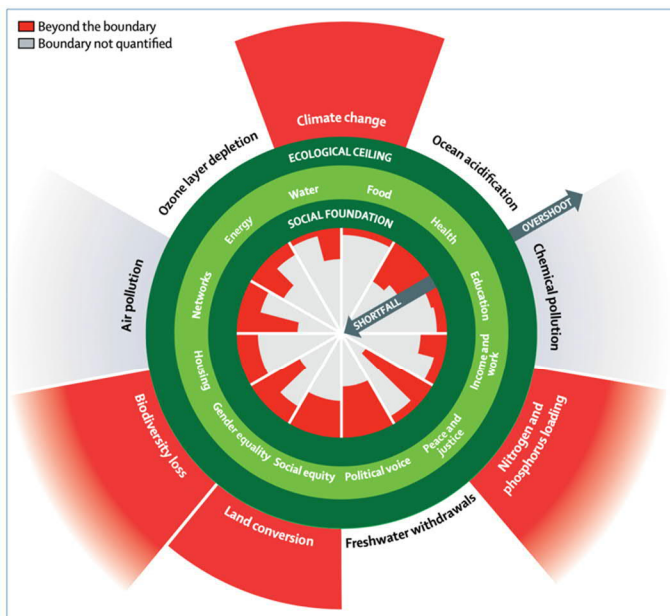 Beyond the boundary
Boundary not quantified
Climate change
Ozone layer depletion
Ocean acidification
ECOLOGICAL CEILING
Water
Food
Energy
Health
SOCIAL FOUNDATION
OVERSHOOT
Air pollution
Networks
Education
Chemical pollution
SHORTFALL
Housing
Income and
work
Biodiversity loss
Gender equality
Social equity
Political voice
Peace and
justice
Nitrogen and
phosphorus loading
Land conversion
Freshwater withdrawals